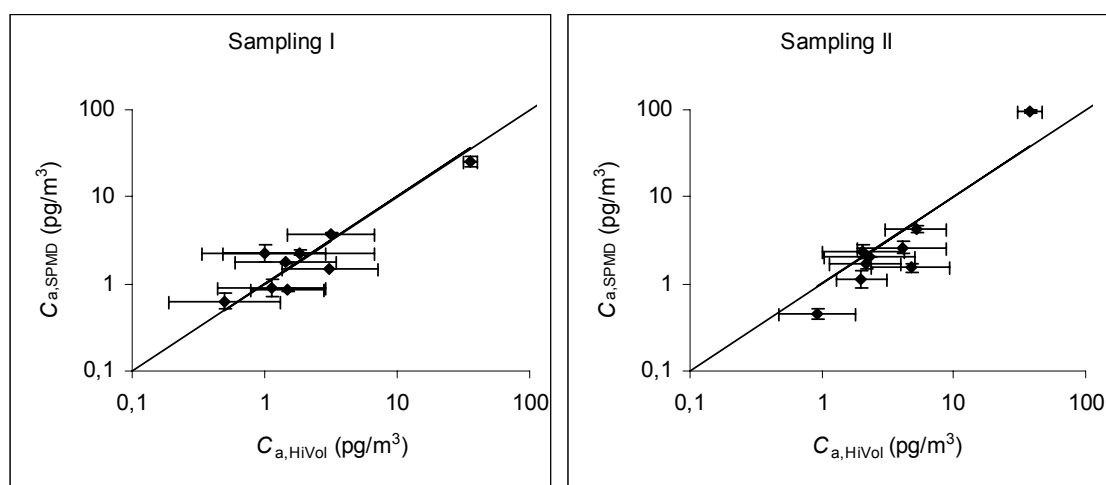 Sampling I
100
10
1
0,1
0,1 1 10 100
Ca,SPMD (pg/m³)
Ca,HiVol (pg/m³)
Sampling II
100
10
1
0,1
0,1 1 10 100
Ca,SPMD (pg/m³)
Ca,HiVol (pg/m³)